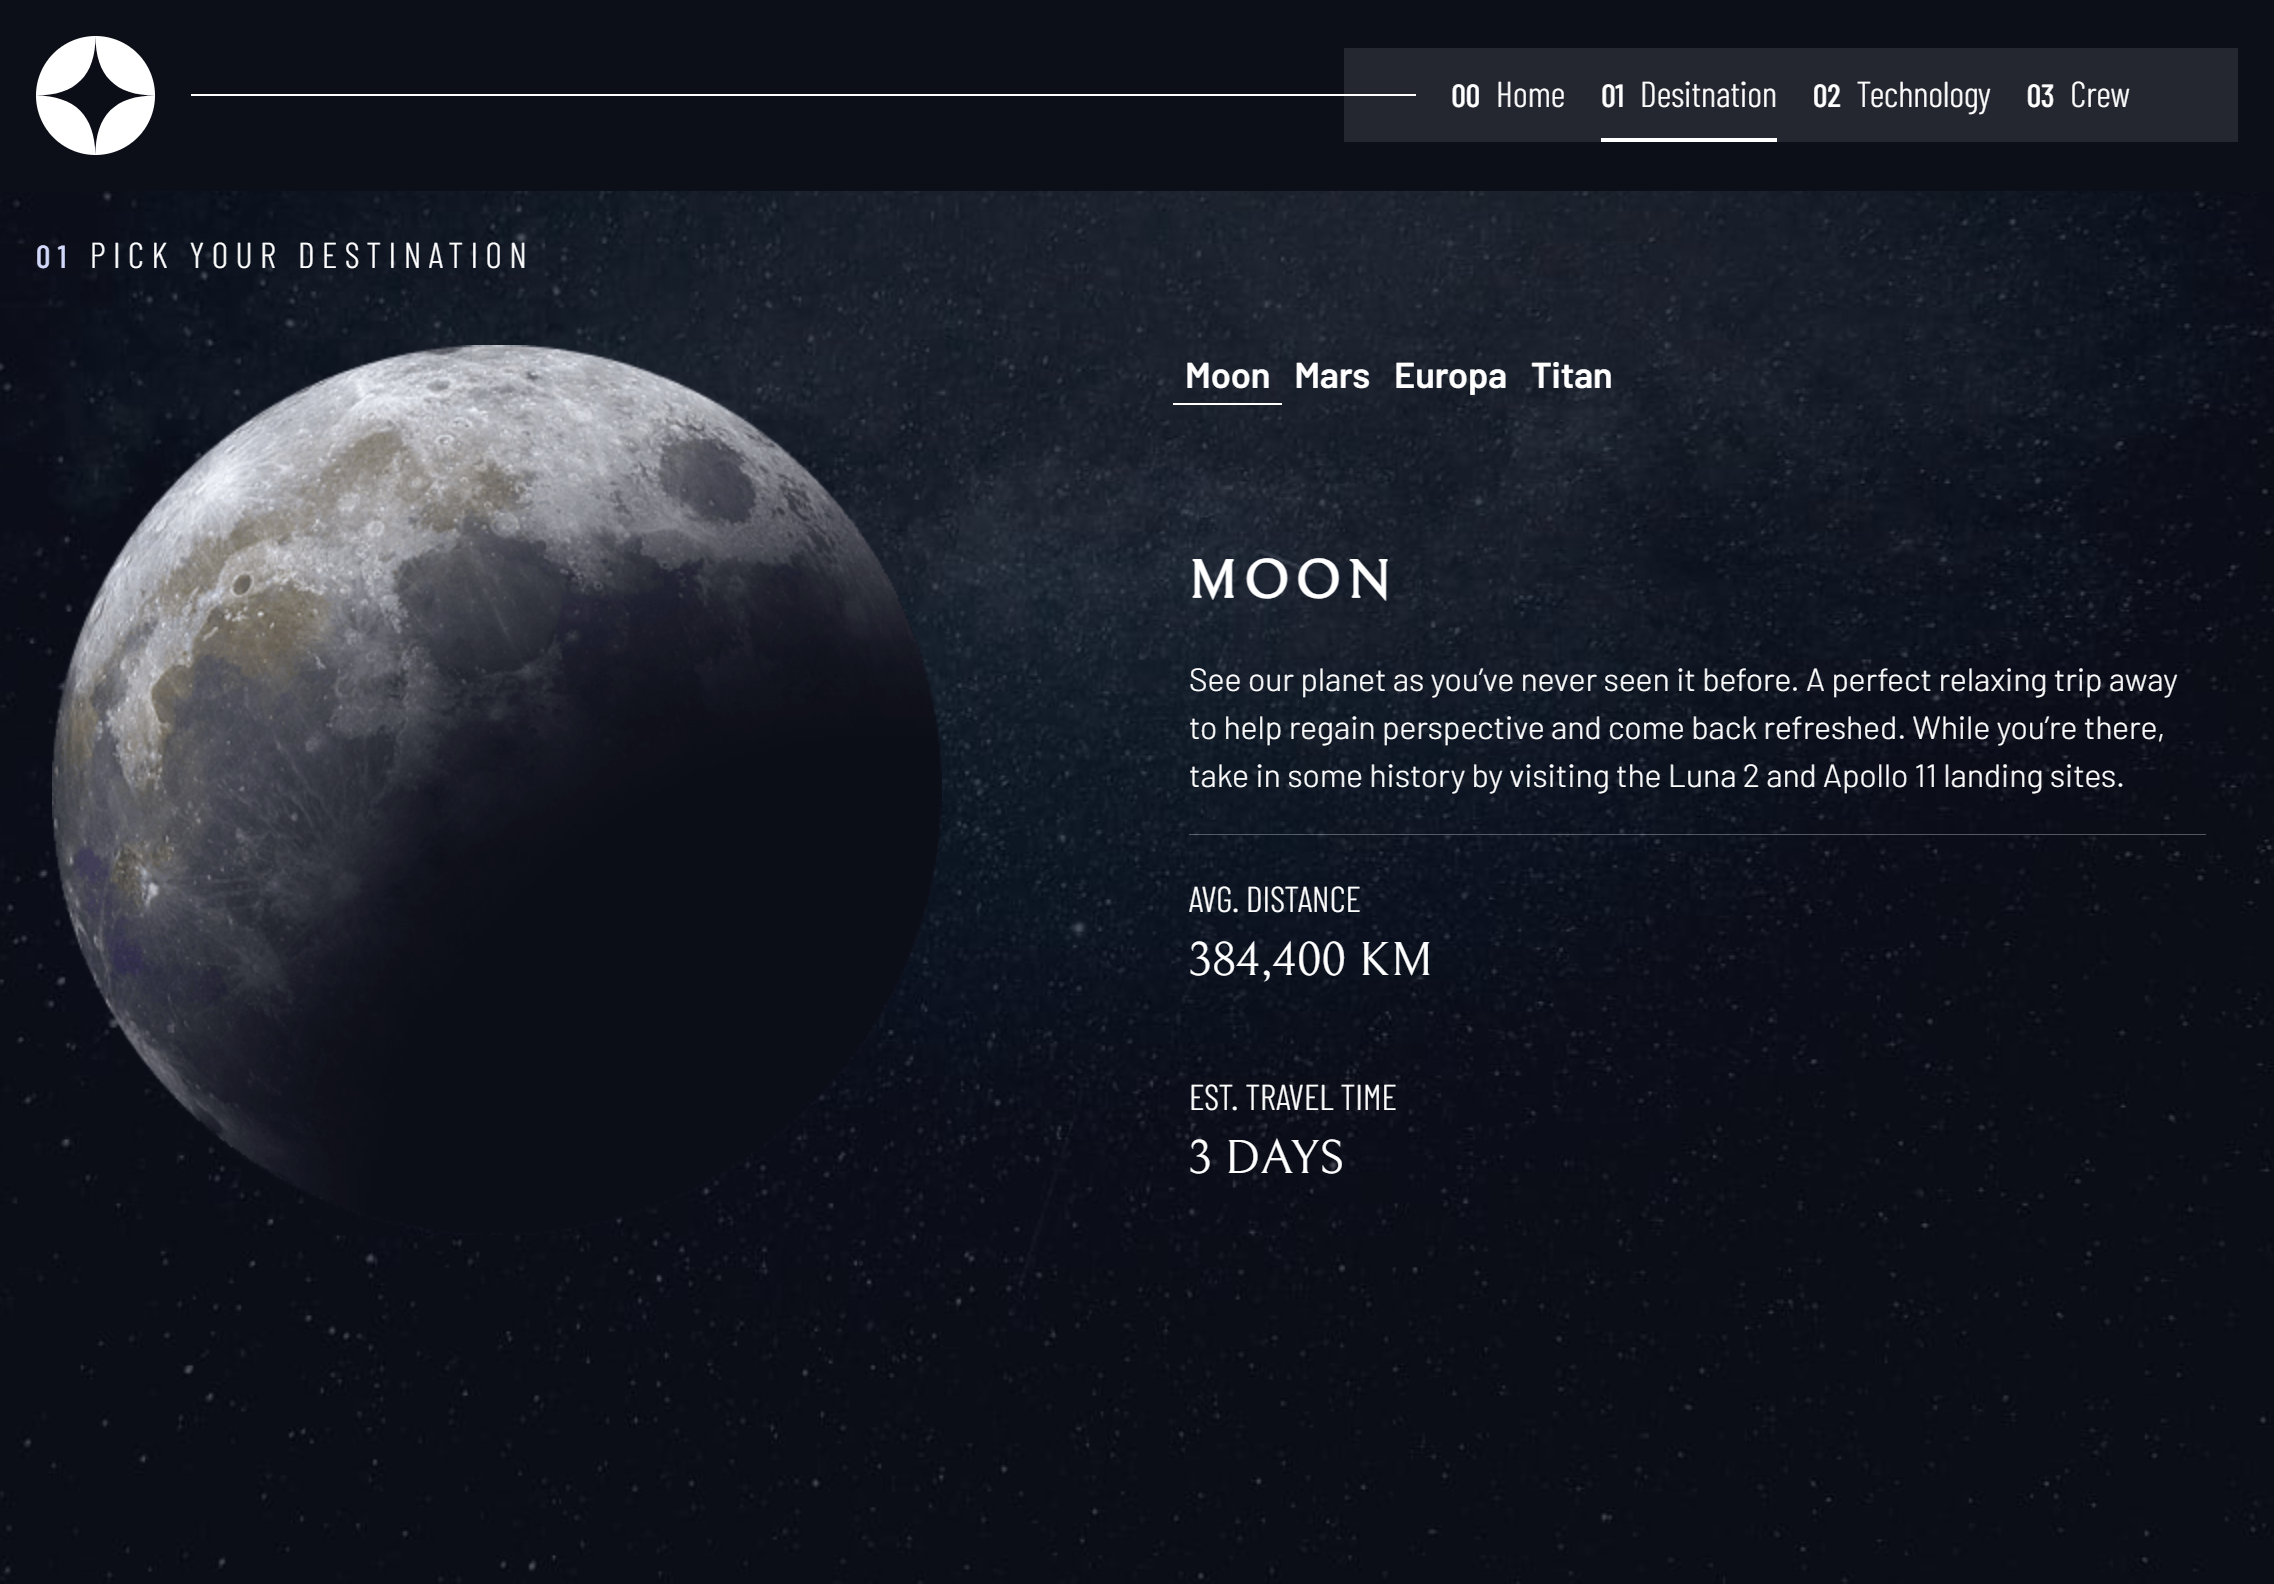 00 Home 01 Desitnation 02 Technology 03 Crew
01 PICK YOUR DESTINATION
Moon Mars Europa Titan
MOON
See our planet as you’ve never seen it before. A perfect relaxing trip away
to help regain perspective and come back refreshed. While you’re there,
take in some history by visiting the Luna 2 and Apollo 11 landing sites.
AVG. DISTANCE
384,400 KM
EST. TRAVEL TIME
3 DAYS